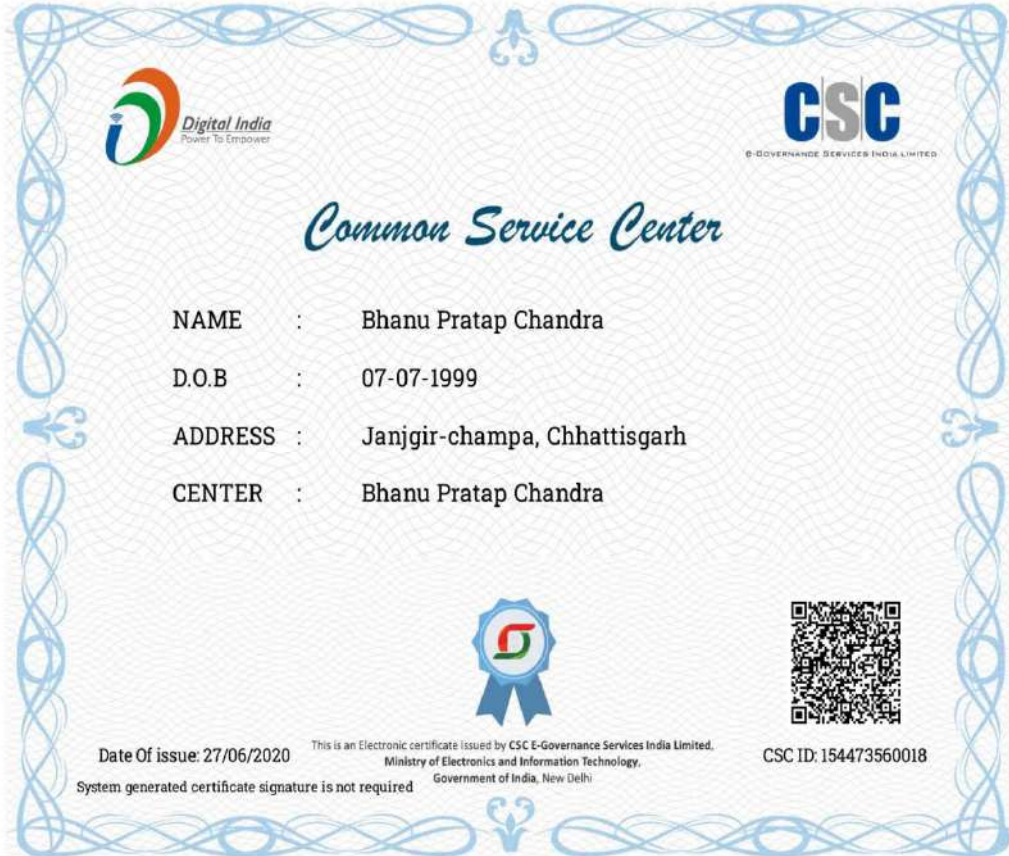 Digital India
Power To Empower
CSC
e-Governance Services India Limited
Common Service Center
NAME : Bhanu Pratap Chandra
D.O.B : 07-07-1999
ADDRESS : Janjgir-champa, Chhattisgarh
CENTER : Bhanu Pratap Chandra
Date Of issue: 27/06/2020
This is an Electronic certificate issued by CSC E-Governance Services India Limited,
Ministry of Electronics and Information Technology,
Government of India, New Delhi
CSC ID: 154473560018
System generated certificate signature is not required